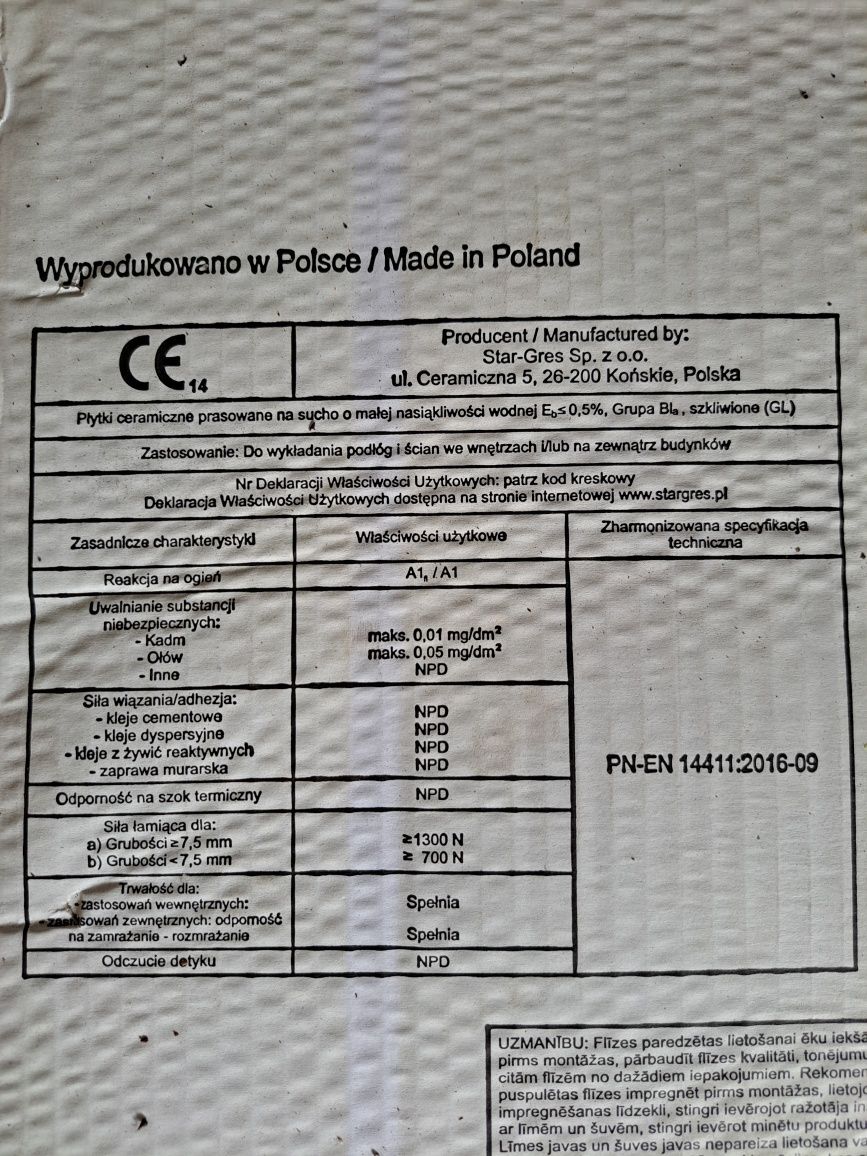 Wyprodukowano w Polsce / Made in Poland
CE 14
Producent / Manufactured by:
Star-Gres Sp. z o.o.
ul. Ceramiczna 5, 26-200 Końskie, Polska
Płytki ceramiczne prasowane na sucho o małej nasiąkliwości wodnej Eb≤0,5%, Grupa BIa, szkliwione (GL)
Zastosowanie: Do wykładania podłóg i ścian we wnętrzach i/lub na zewnątrz budynków
Nr Deklaracji Właściwości Użytkowych: patrz kod kreskowy
Deklaracja Właściwości Użytkowych dostępna na stronie internetowej www.stargres.pl
Zasadnicze charakterystyki
Właściwości użytkowe
Zharmonizowana specyfikacja
techniczna
Reakcja na ogień
A1fl / A1
Uwalnianie substancji
niebezpiecznych:
- Kadm
- Ołów
- Inne
maks. 0,01 mg/dm²
maks. 0,05 mg/dm²
NPD
Siła wiązania/adhezja:
- kleje cementowe
- kleje dyspersyjne
- kleje z żywic reaktywnych
- zaprawa murarska
NPD
NPD
NPD
NPD
PN-EN 14411:2016-09
Odporność na szok termiczny
NPD
Siła łamiąca dla:
a) Grubości ≥7,5 mm
b) Grubości <7,5 mm
≥1300 N
≥ 700 N
Trwałość dla:
-zastosowań wewnętrznych:
-zastosowań zewnętrznych: odporność
na zamrażanie - rozmrażanie
Spełnia
Spełnia
Odczucie dotyku
NPD
UZMANĪBU: Flīzes paredzētas lietošanai ēku iekšā
pirms montāžas, pārbaudīt flīzes kvalitāti, tonējumu
citām flīzēm no dažādiem iepakojumiem. Rekomen
puspulētas flīzes impregnēt pirms montāžas, lietojo
impregnēšanas līdzekli, stingri ievērojot ražotāja in
ar līmēm un šuvēm, stingri ievērot minētu produktu
Līmes javas un šuves javas nepareiza lietošana va